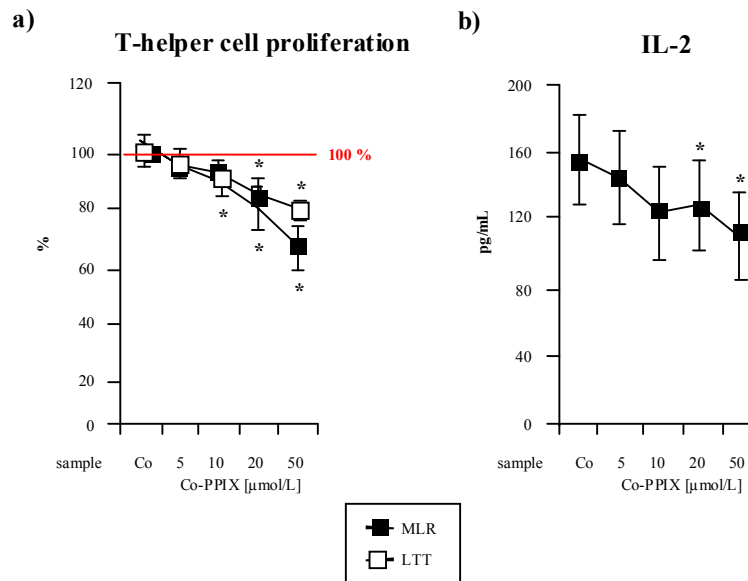 a)
T-helper cell proliferation
120
100
80
60
40
20
0
%
100 %
*
*
*
*
*
sample Co 5 10 20 50
Co-PPIX [µmol/L]
b)
IL-2
200
160
120
80
40
0
pg/mL
*
*
sample Co 5 10 20 50
Co-PPIX [µmol/L]
MLR
LTT